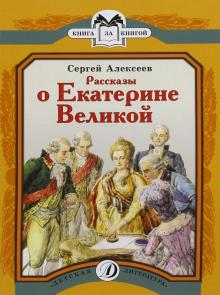 КНИГА ЗА КНИГОЙ
Сергей Алексеев
Рассказы
о Екатерине
Великой
"ДЕТСКАЯ Д ЛИТЕРАТУРА"